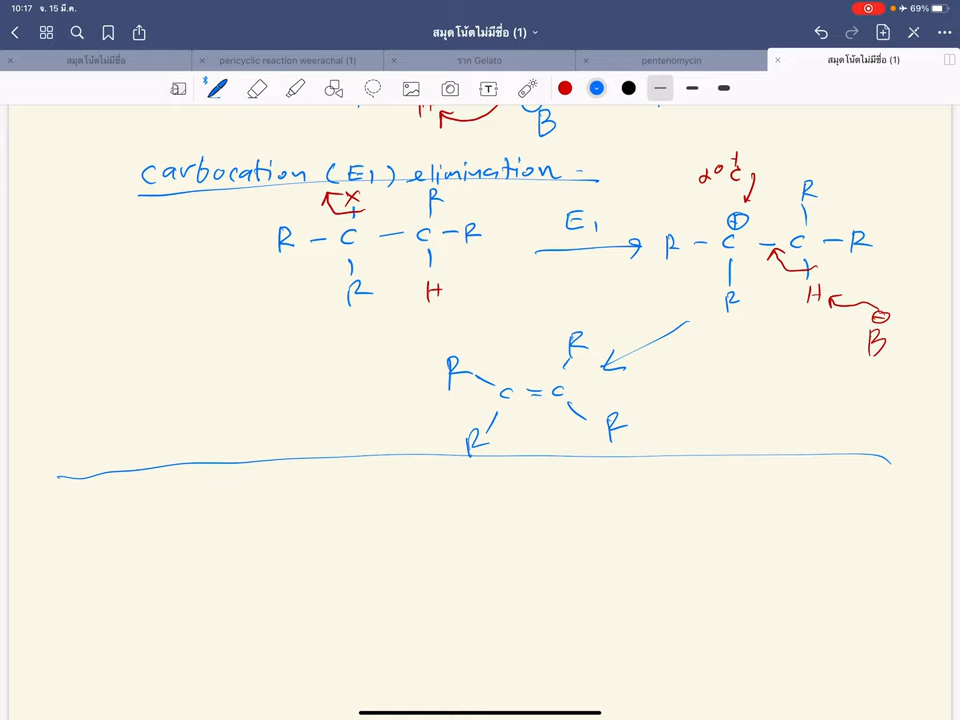 10:17 จ. 15 มี.ค. 69%
สมุดโน้ตไม่มีชื่อ (1)
สมุดโน้ตไม่มีชื่อ pericyclic reaction weerachai (1) ราก Gelato pentenomycin สมุดโน้ตไม่มีชื่อ (1)
H B
carbocation (E1) elimination
2° C+
X R ⊕ R
R - C - C - R E1 R - C - C - R
R H R H
⊖
B
R R
C = C
R R